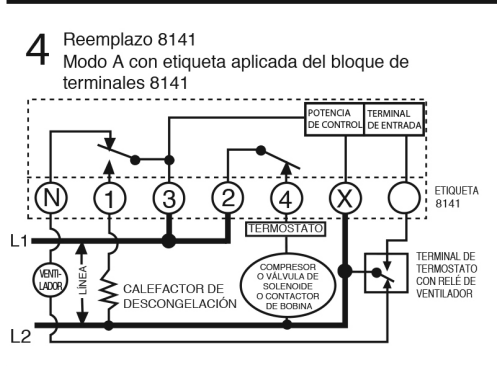 4
Reemplazo 8141
Modo A con etiqueta aplicada del bloque de
terminales 8141
POTENCIA
DE CONTROL
TERMINAL
DE ENTRADA
N
1
3
2
4
X
ETIQUETA
8141
L1
TERMOSTATO
VENTI-
LADOR
LÍNEA
CALEFACTOR DE
DESCONGELACIÓN
COMPRESOR
O VÁLVULA DE
SOLENOIDE
O CONTACTOR
DE BOBINA
TERMINAL DE
TERMOSTATO
CON RELÉ DE
VENTILADOR
L2